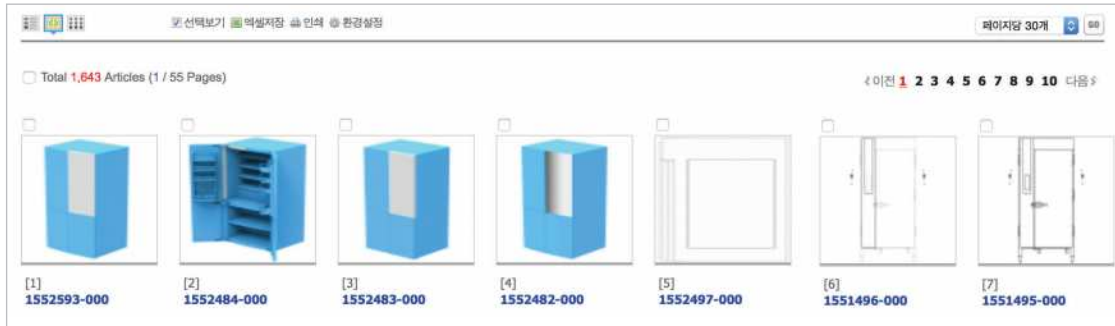 선택보기 엑셀저장 인쇄 환경설정
페이지당 30개 GO
Total 1,643 Articles (1 / 55 Pages)
이전 1 2 3 4 5 6 7 8 9 10 다음
[1] [2] [3] [4] [5] [6] [7]
1552593-000 1552484-000 1552483-000 1552482-000 1552497-000 1551496-000 1551495-000